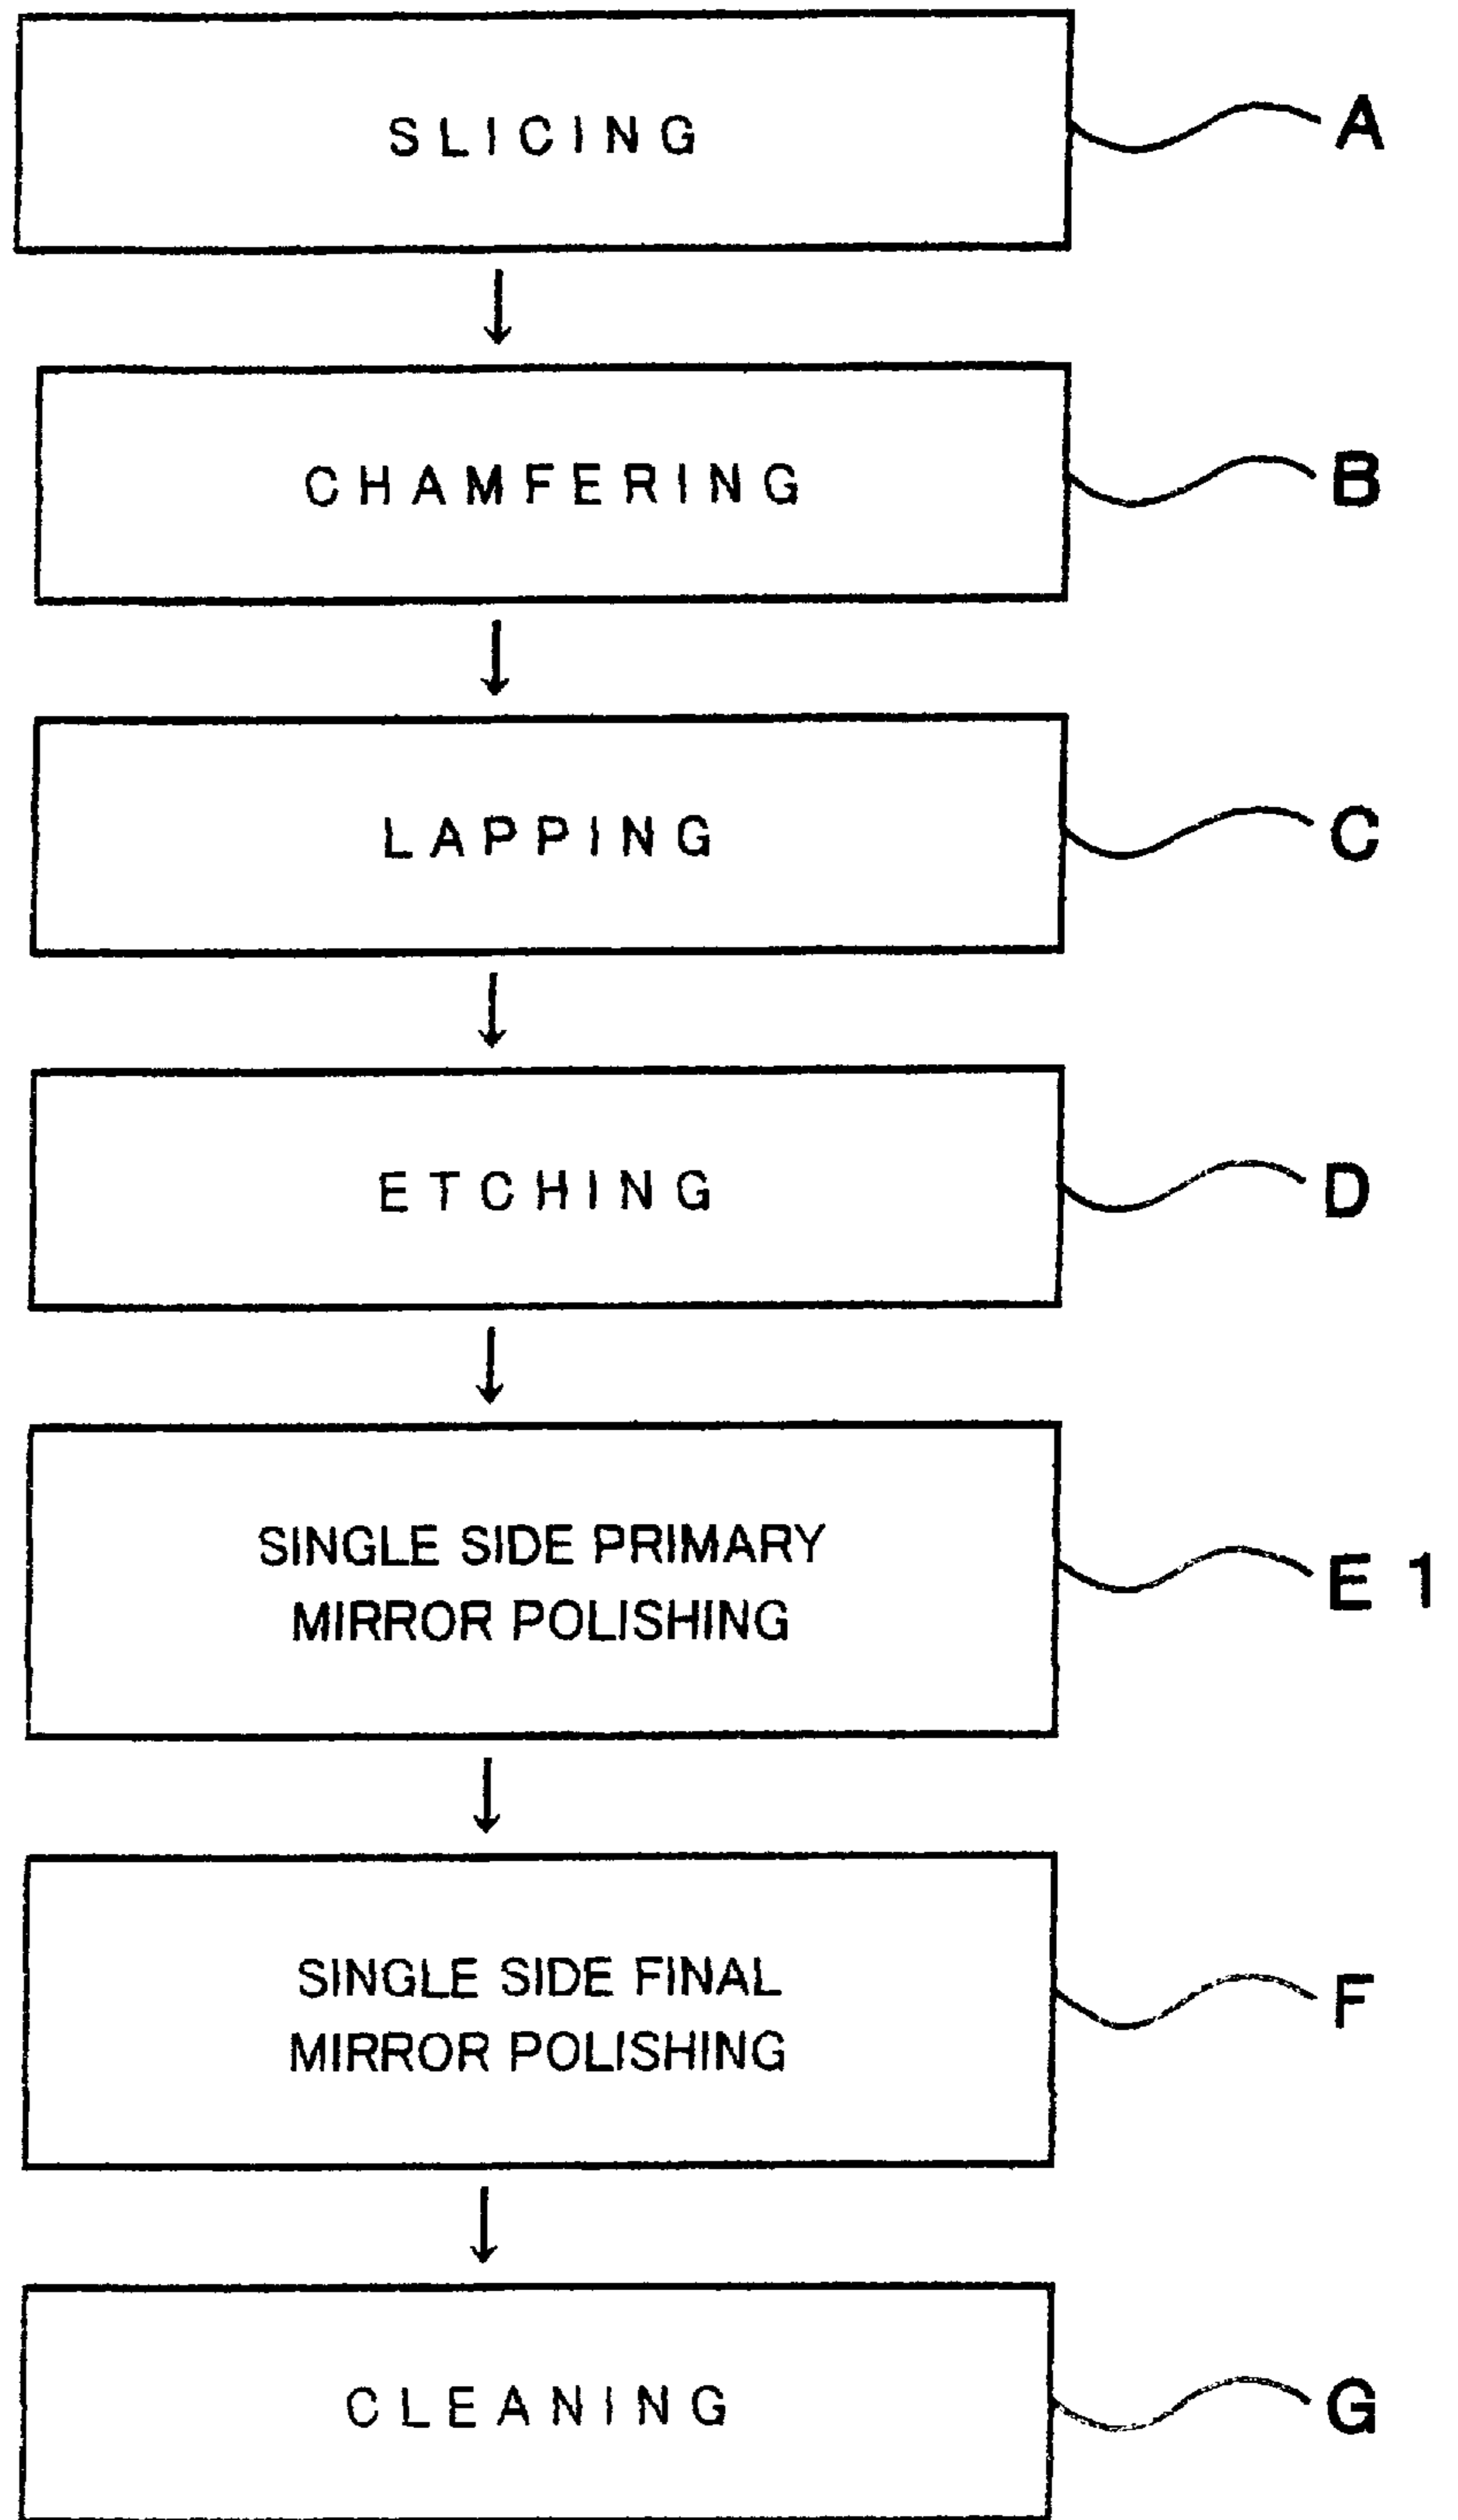 SLICING
A
CHAMFERING
B
LAPPING
C
ETCHING
D
SINGLE SIDE PRIMARY
MIRROR POLISHING
E 1
SINGLE SIDE FINAL
MIRROR POLISHING
F
CLEANING
G